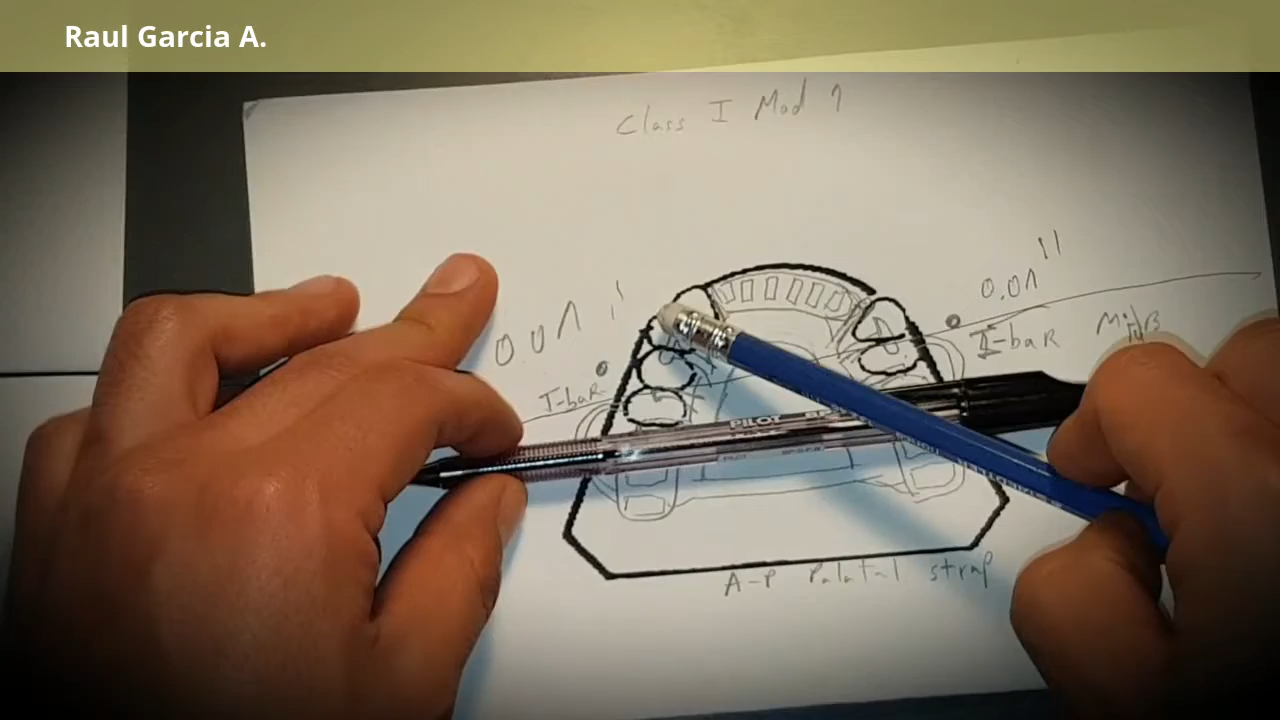 Raul Garcia A.
Class I Mod 1
0.01"
0.01"
I-baR
I-baR
PILOT
A-P Palatal strap